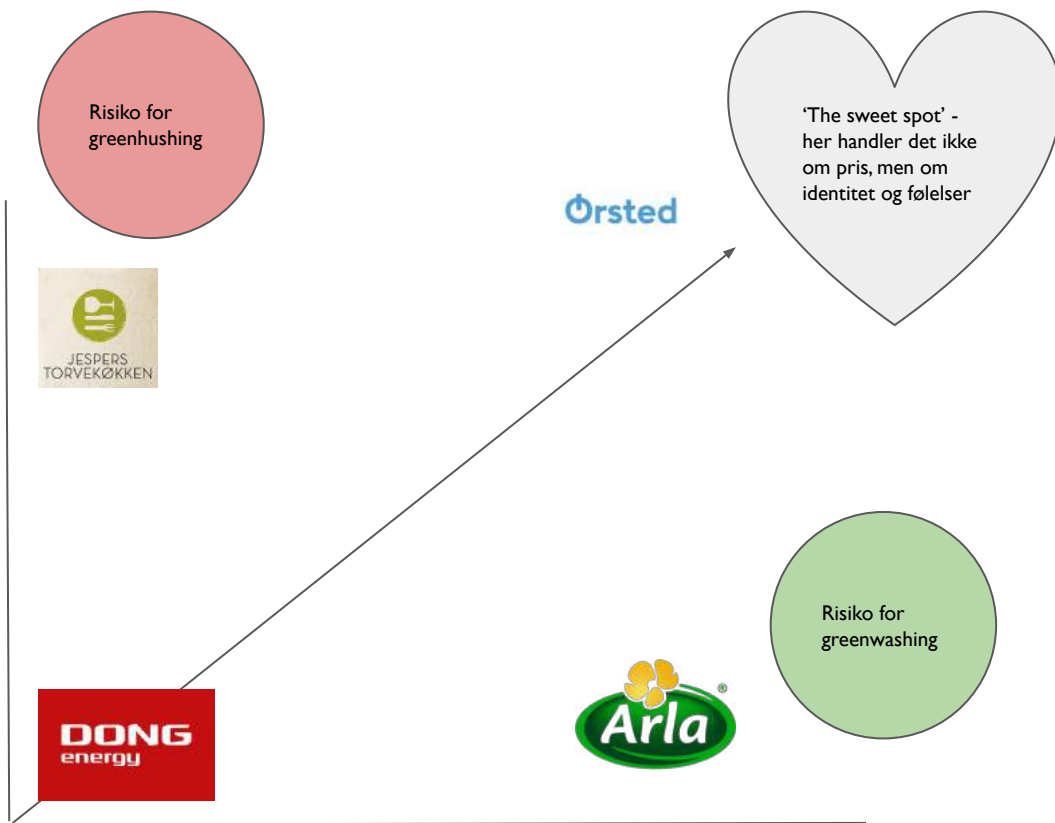 Risiko for
greenhushing
‘The sweet spot’ -
her handler det ikke
om pris, men om
identitet og følelser
Ørsted
JESPERS
TORVEKØKKEN
Risiko for
greenwashing
Arla
®
DONG
energy